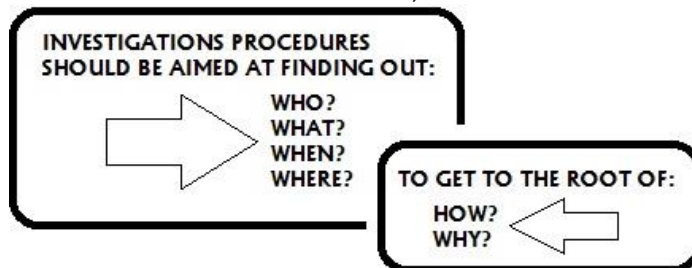 INVESTIGATIONS PROCEDURES
SHOULD BE AIMED AT FINDING OUT:
WHO?
WHAT?
WHEN?
WHERE?
TO GET TO THE ROOT OF:
HOW?
WHY?